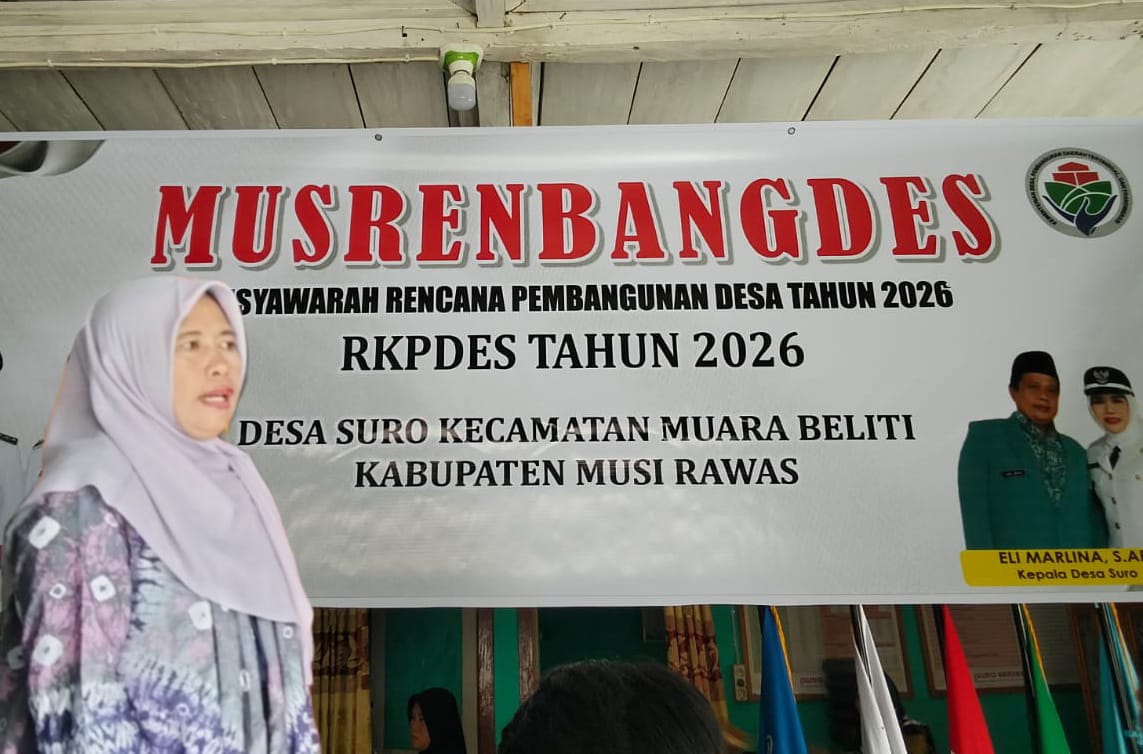 MUSRENBANGDES
SYAWARAH RENCANA PEMBANGUNAN DESA TAHUN 2026
RKPDES TAHUN 2026
DESA SURO KECAMATAN MUARA BELITI
KABUPATEN MUSI RAWAS
ELI MARLINA, S.AP
Kepala Desa Suro